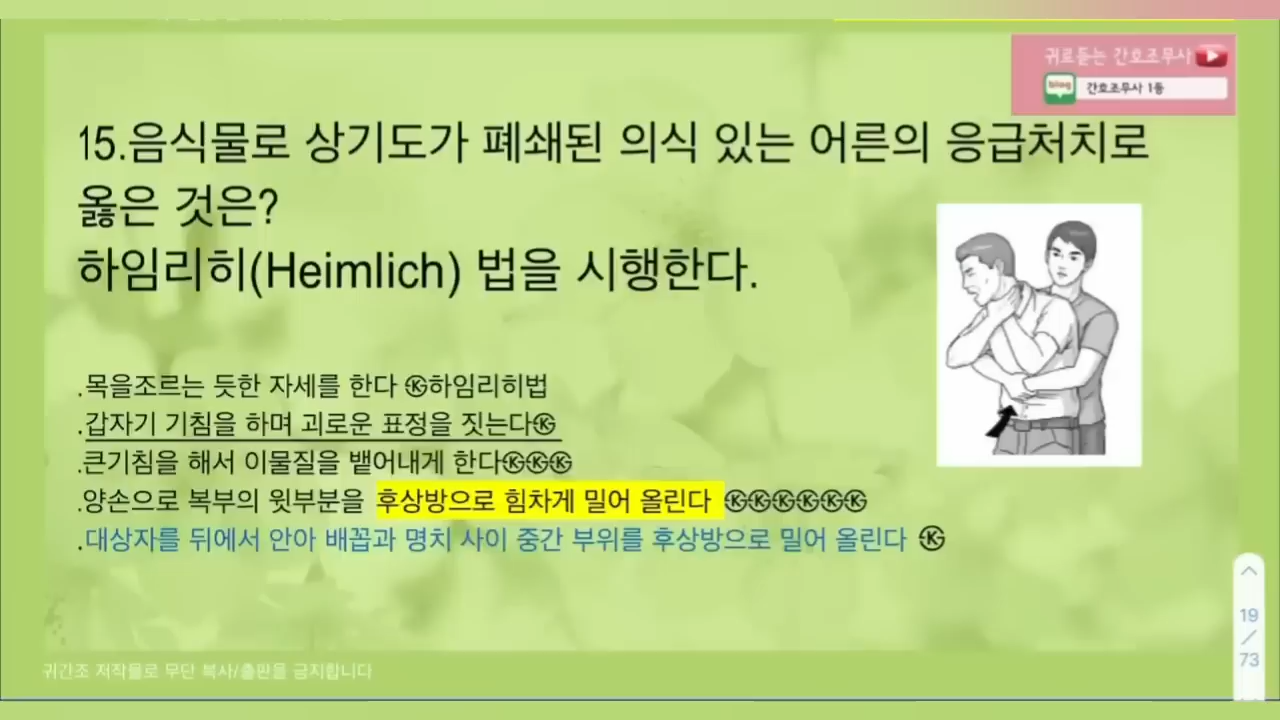 귀로듣는 간호조무사
blog 간호조무사 1등
15.음식물로 상기도가 폐쇄된 의식 있는 어른의 응급처치로
옳은 것은?
하임리히(Heimlich) 법을 시행한다.
.목을조르는 듯한 자세를 한다 Ⓚ하임리히법
.갑자기 기침을 하며 괴로운 표정을 짓는다Ⓚ
.큰기침을 해서 이물질을 뱉어내게 한다ⓀⓀⓀ
.양손으로 복부의 윗부분을 후상방으로 힘차게 밀어 올린다 ⓀⓀⓀⓀⓀⓀ
.대상자를 뒤에서 안아 배꼽과 명치 사이 중간 부위를 후상방으로 밀어 올린다 Ⓚ
19
/
73
귀간조 저작물로 무단 복사/출판을 금지합니다